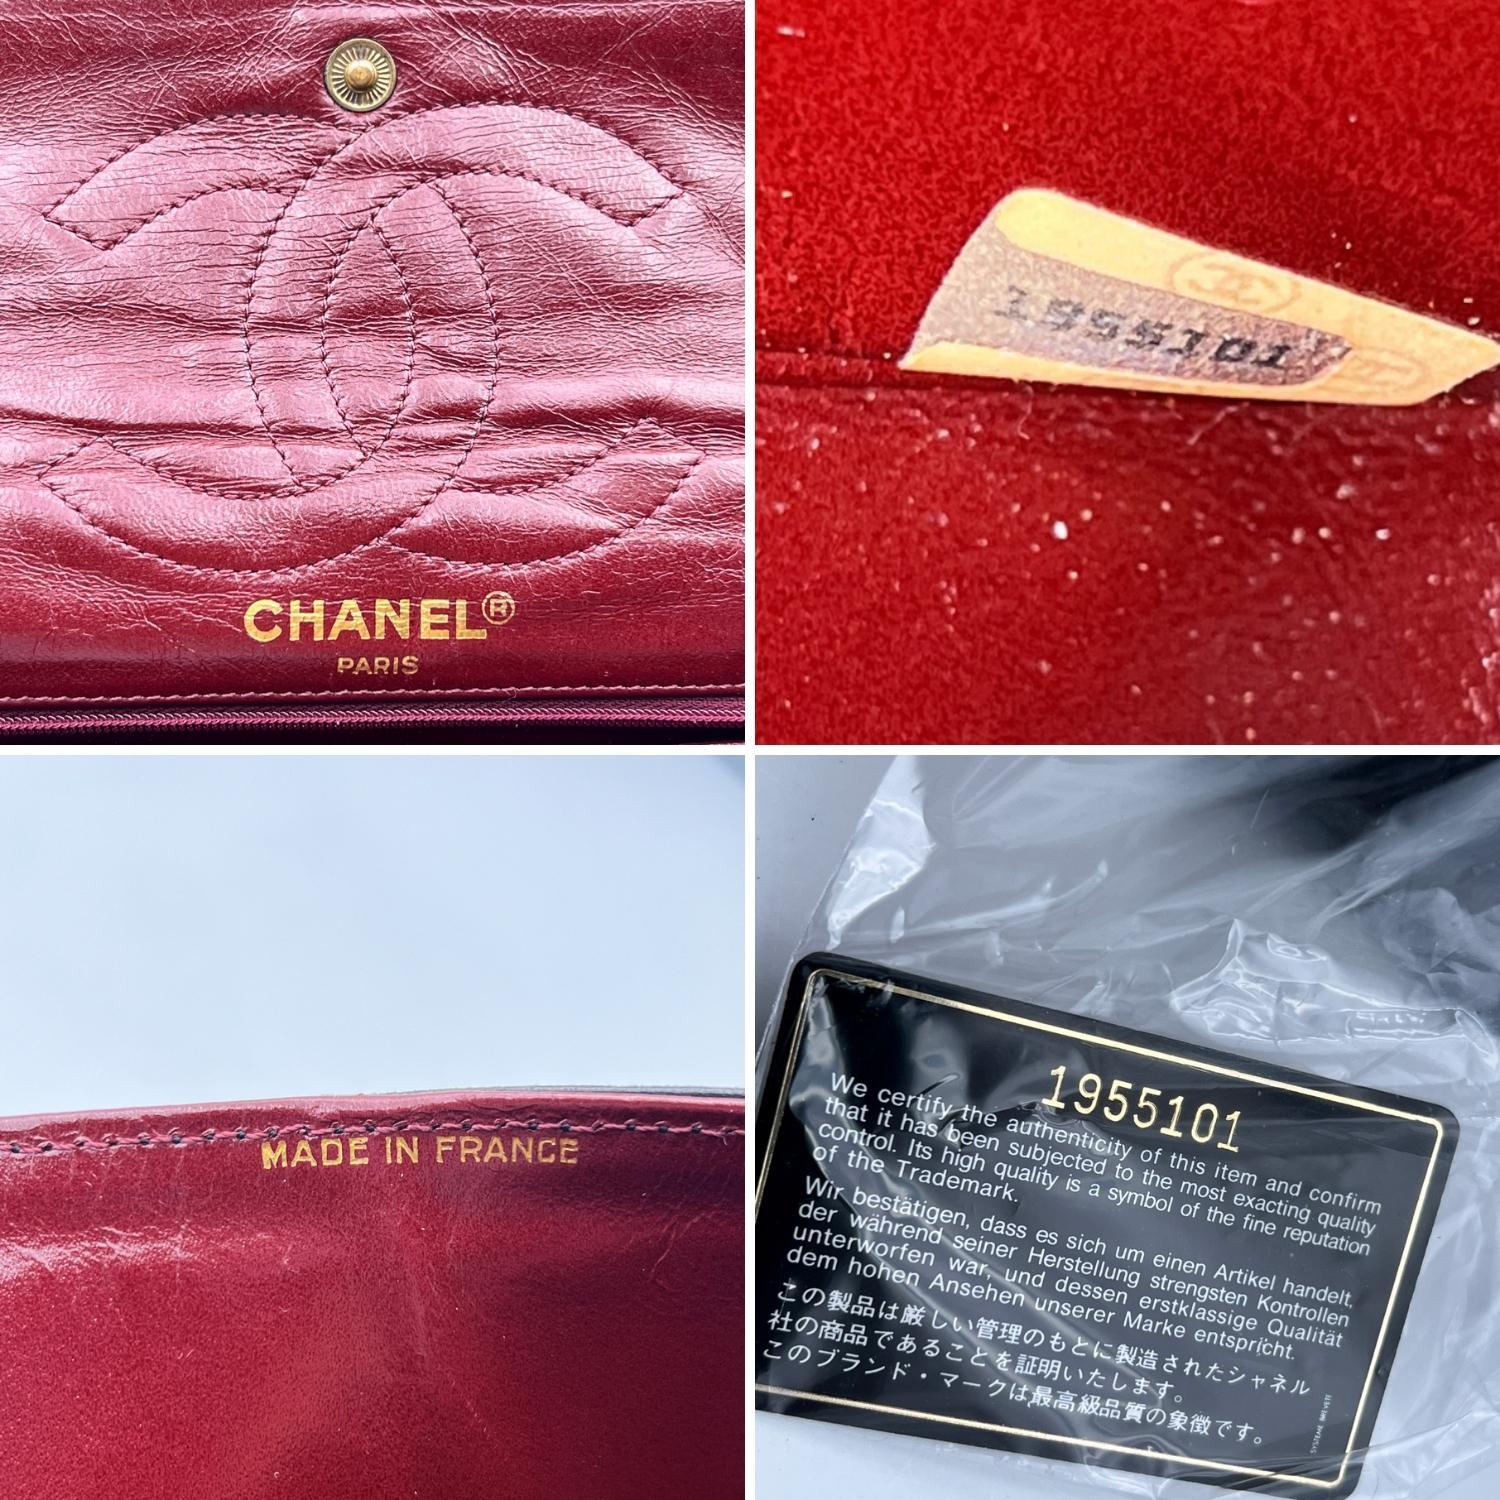 CHANEL®
PARIS
1955101
MADE IN FRANCE
1955101
We certify the authenticity of this item and confirm
that it has been subjected to the most exacting quality
control. Its high quality is a symbol of the fine reputation
of the Trademark.
Wir bestätigen, dass es sich um einen Artikel handelt,
der während seiner Herstellung strengsten Kontrollen
unterworfen war, und dessen erstklassige Qualität
dem hohen Ansehen unserer Marke entspricht.
この製品は厳しい管理のもとに製造されたシャネル
社の商品であることを証明いたします。
このブランド・マークは最高級品質の象徴です。
SYSTEME BREVETE